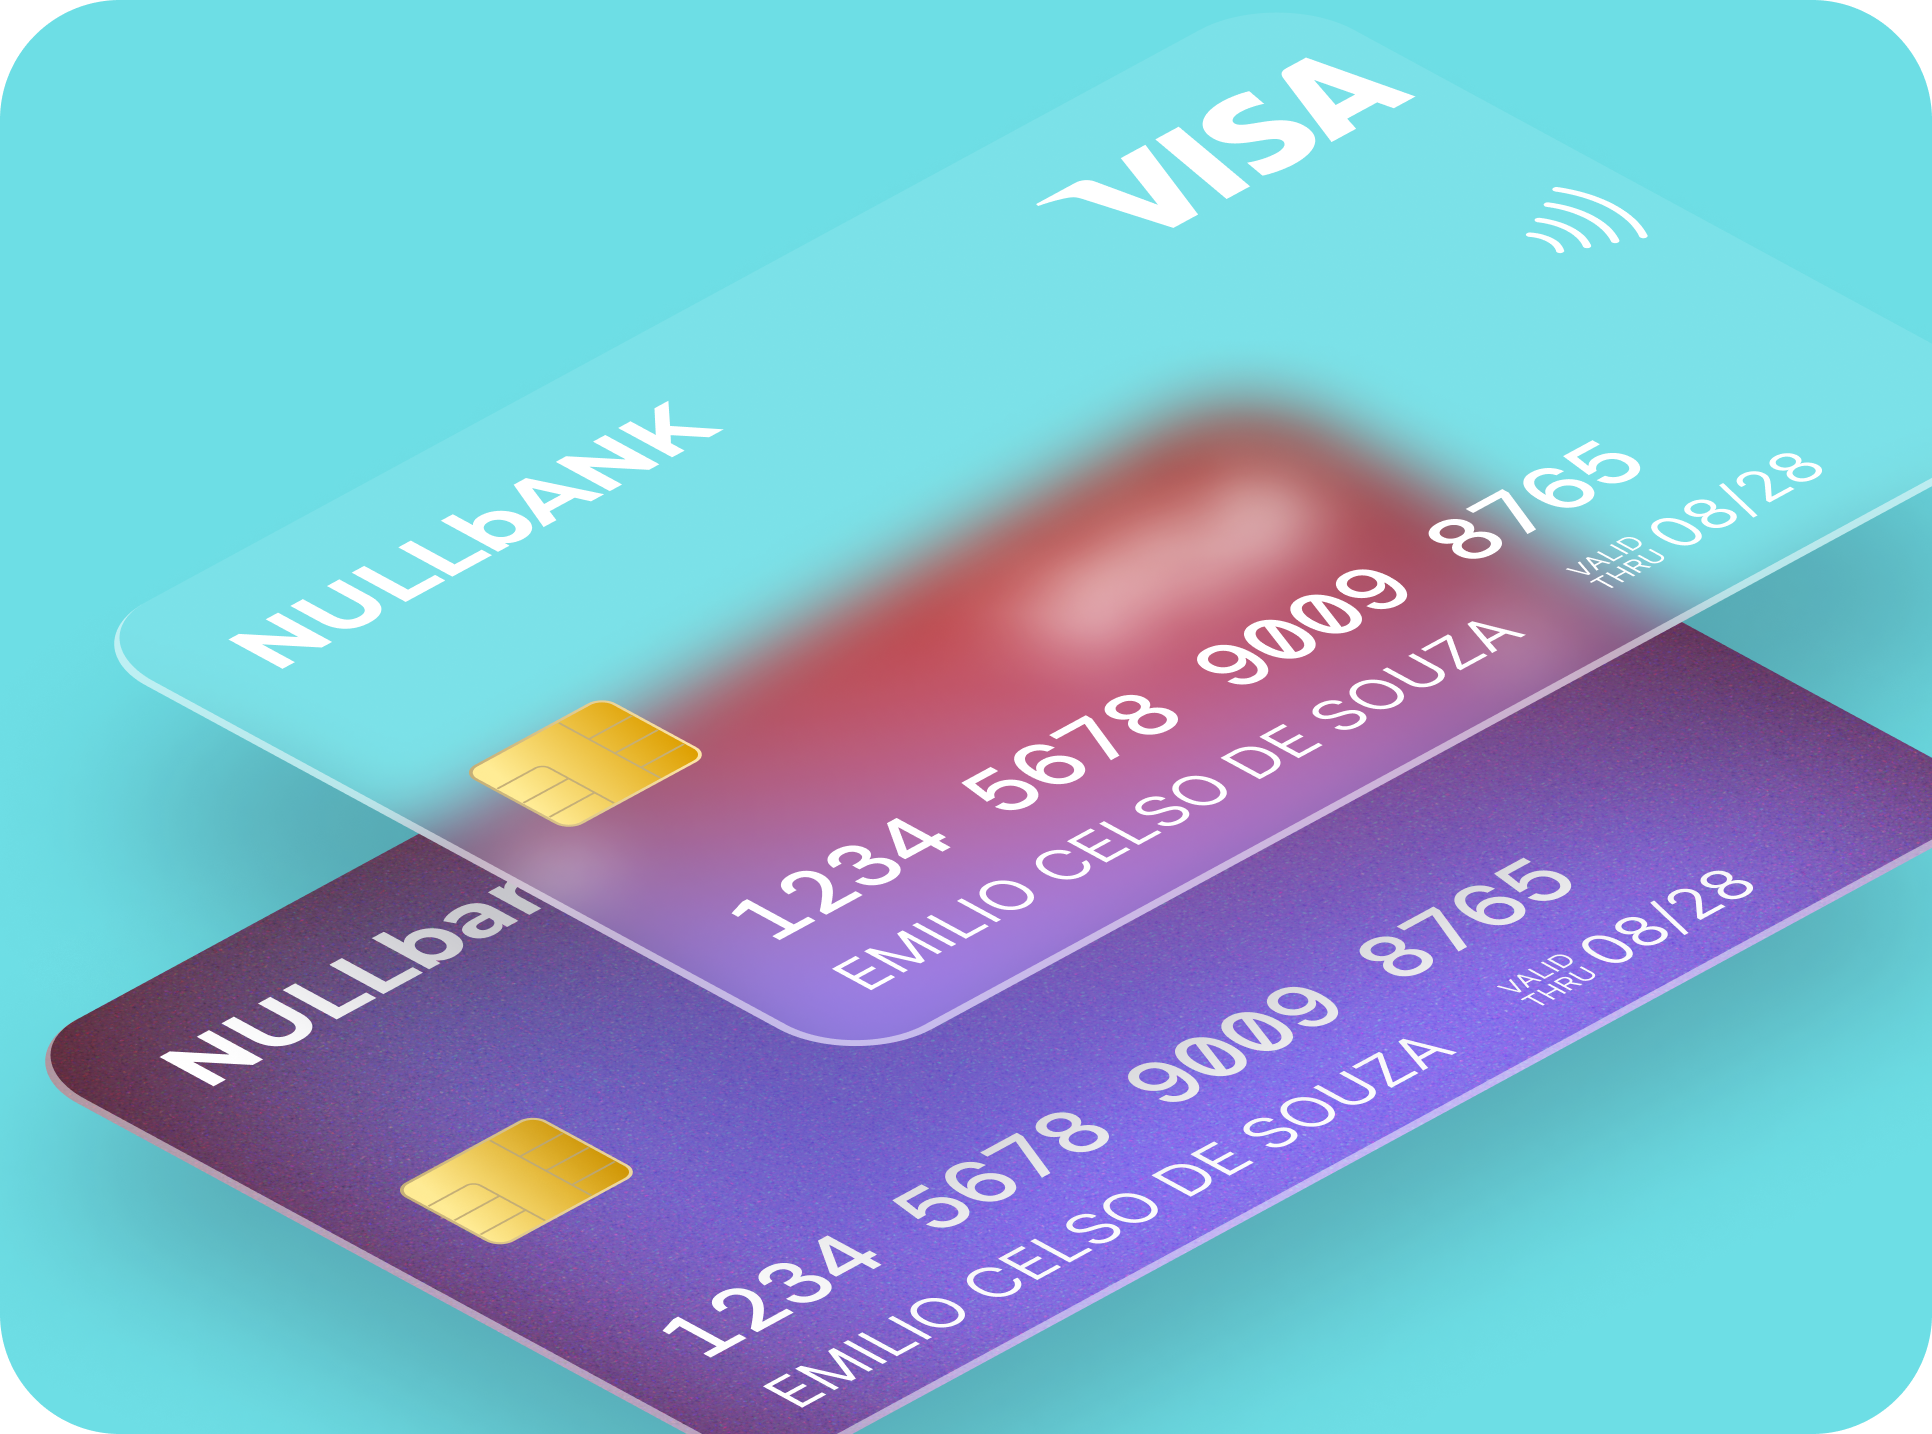 VISA
NULLbANK
1234 5678 9009 8765
VALID
THRU 08/28
EMILIO CELSO DE SOUZA
NULLban
1234 5678 9009 8765
VALID
THRU 08/28
EMILIO CELSO DE SOUZA